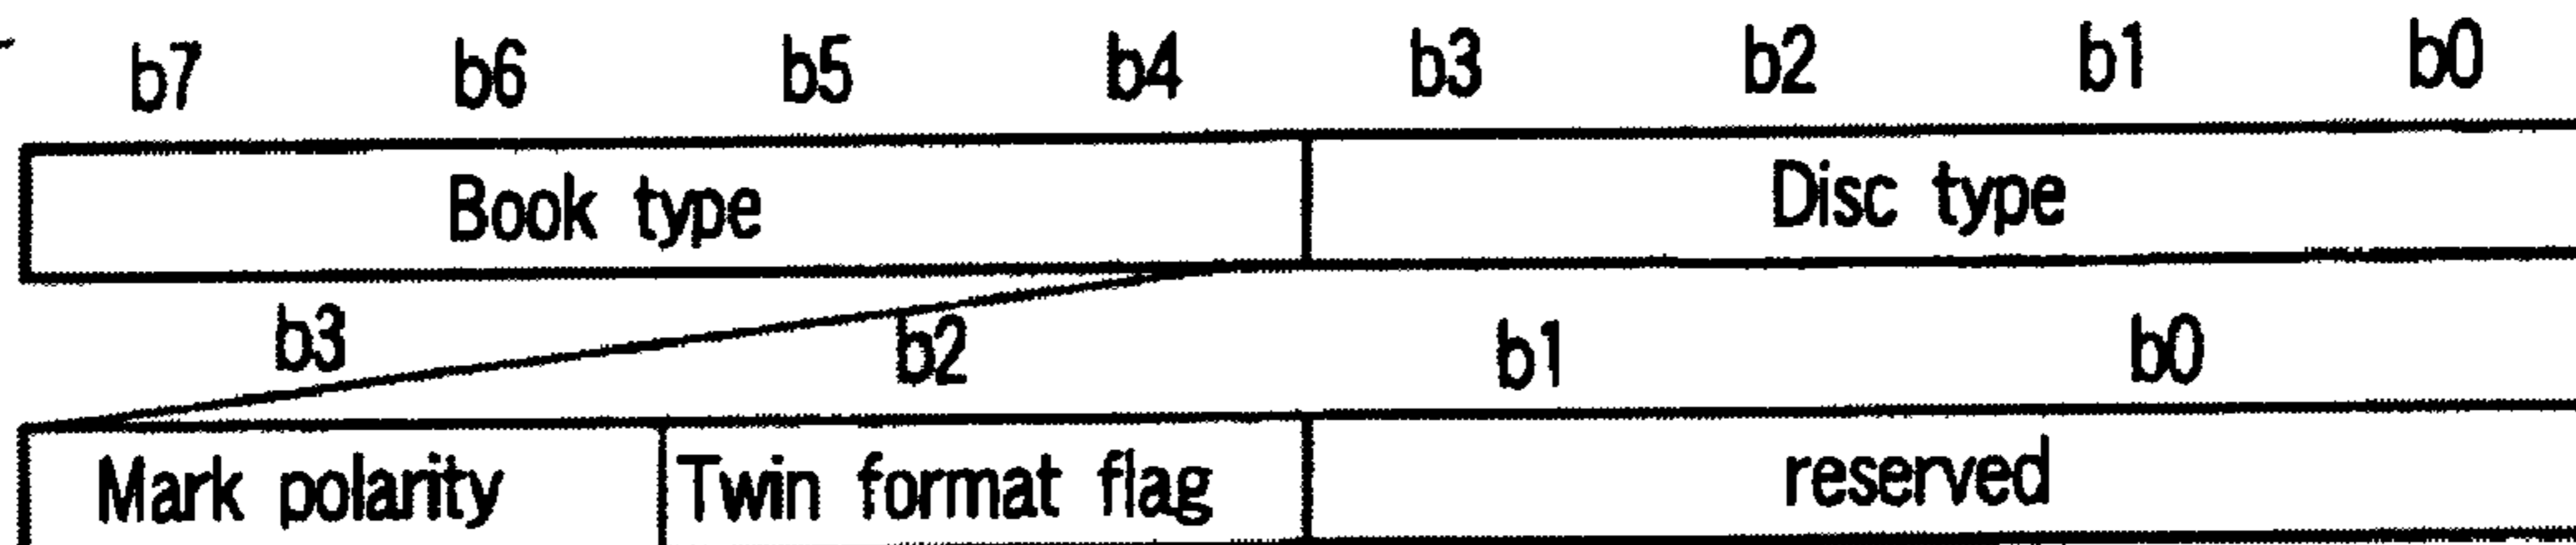 b7 b6 b5 b4 b3 b2 b1 b0
Book type Disc type
b3 b2 b1 b0
Mark polarity Twin format flag reserved